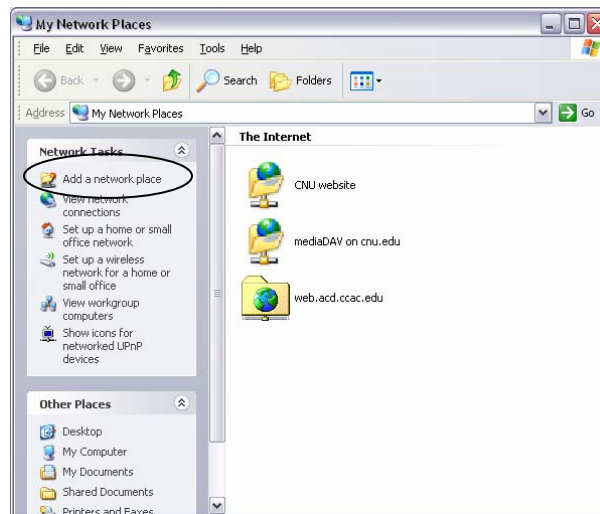 My Network Places
File Edit View Favorites Tools Help
Back Search Folders
Address My Network Places Go
Network Tasks
Add a network place
View network
connections
Set up a home or small
office network
Set up a wireless
network for a home or
small office
View workgroup
computers
Show icons for
networked UPnP
devices
Other Places
Desktop
My Computer
My Documents
Shared Documents
Printers and Faxes
The Internet
CNU website
mediaDAV on cnu.edu
web.acd.ccac.edu